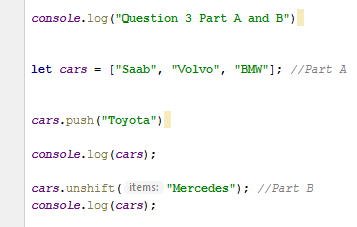 console.log("Question 3 Part A and B")
let cars = ["Saab", "Volvo", "BMW"]; //Part A
cars.push("Toyota")
console.log(cars);
cars.unshift( items: "Mercedes"); //Part B
console.log(cars);